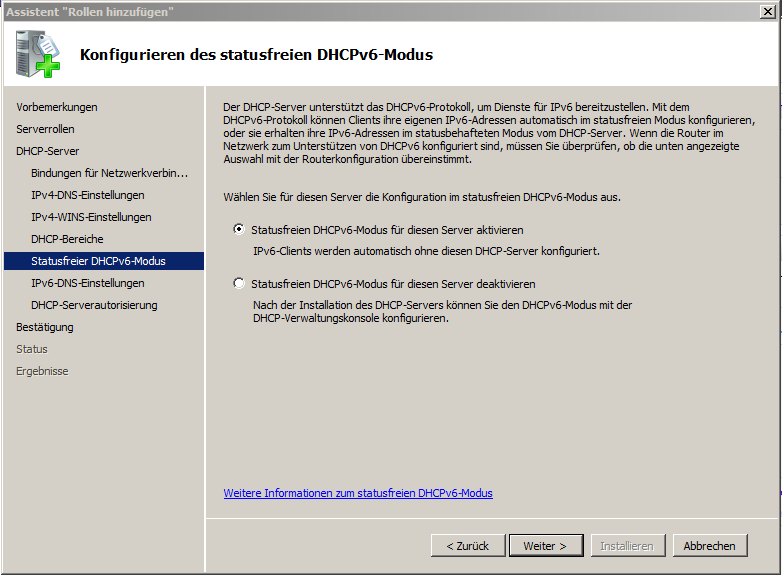 Assistent "Rollen hinzufügen"
Konfigurieren des statusfreien DHCPv6-Modus
Vorbemerkungen
Serverrollen
DHCP-Server
Bindungen für Netzwerkverbin...
IPv4-DNS-Einstellungen
IPv4-WINS-Einstellungen
DHCP-Bereiche
Statusfreier DHCPv6-Modus
IPv6-DNS-Einstellungen
DHCP-Serverautorisierung
Bestätigung
Status
Ergebnisse
Der DHCP-Server unterstützt das DHCPv6-Protokoll, um Dienste für IPv6 bereitzustellen. Mit dem
DHCPv6-Protokoll können Clients ihre eigenen IPv6-Adressen automatisch im statusfreien Modus konfigurieren,
oder sie erhalten ihre IPv6-Adressen im statusbehafteten Modus vom DHCP-Server. Wenn die Router im
Netzwerk zum Unterstützen von DHCPv6 konfiguriert sind, müssen Sie überprüfen, ob die unten angezeigte
Auswahl mit der Routerkonfiguration übereinstimmt.
Wählen Sie für diesen Server die Konfiguration im statusfreien DHCPv6-Modus aus.
Statusfreien DHCPv6-Modus für diesen Server aktivieren
IPv6-Clients werden automatisch ohne diesen DHCP-Server konfiguriert.
Statusfreien DHCPv6-Modus für diesen Server deaktivieren
Nach der Installation des DHCP-Servers können Sie den DHCPv6-Modus mit der
DHCP-Verwaltungskonsole konfigurieren.
Weitere Informationen zum statusfreien DHCPv6-Modus
< Zurück
Weiter >
Installieren
Abbrechen